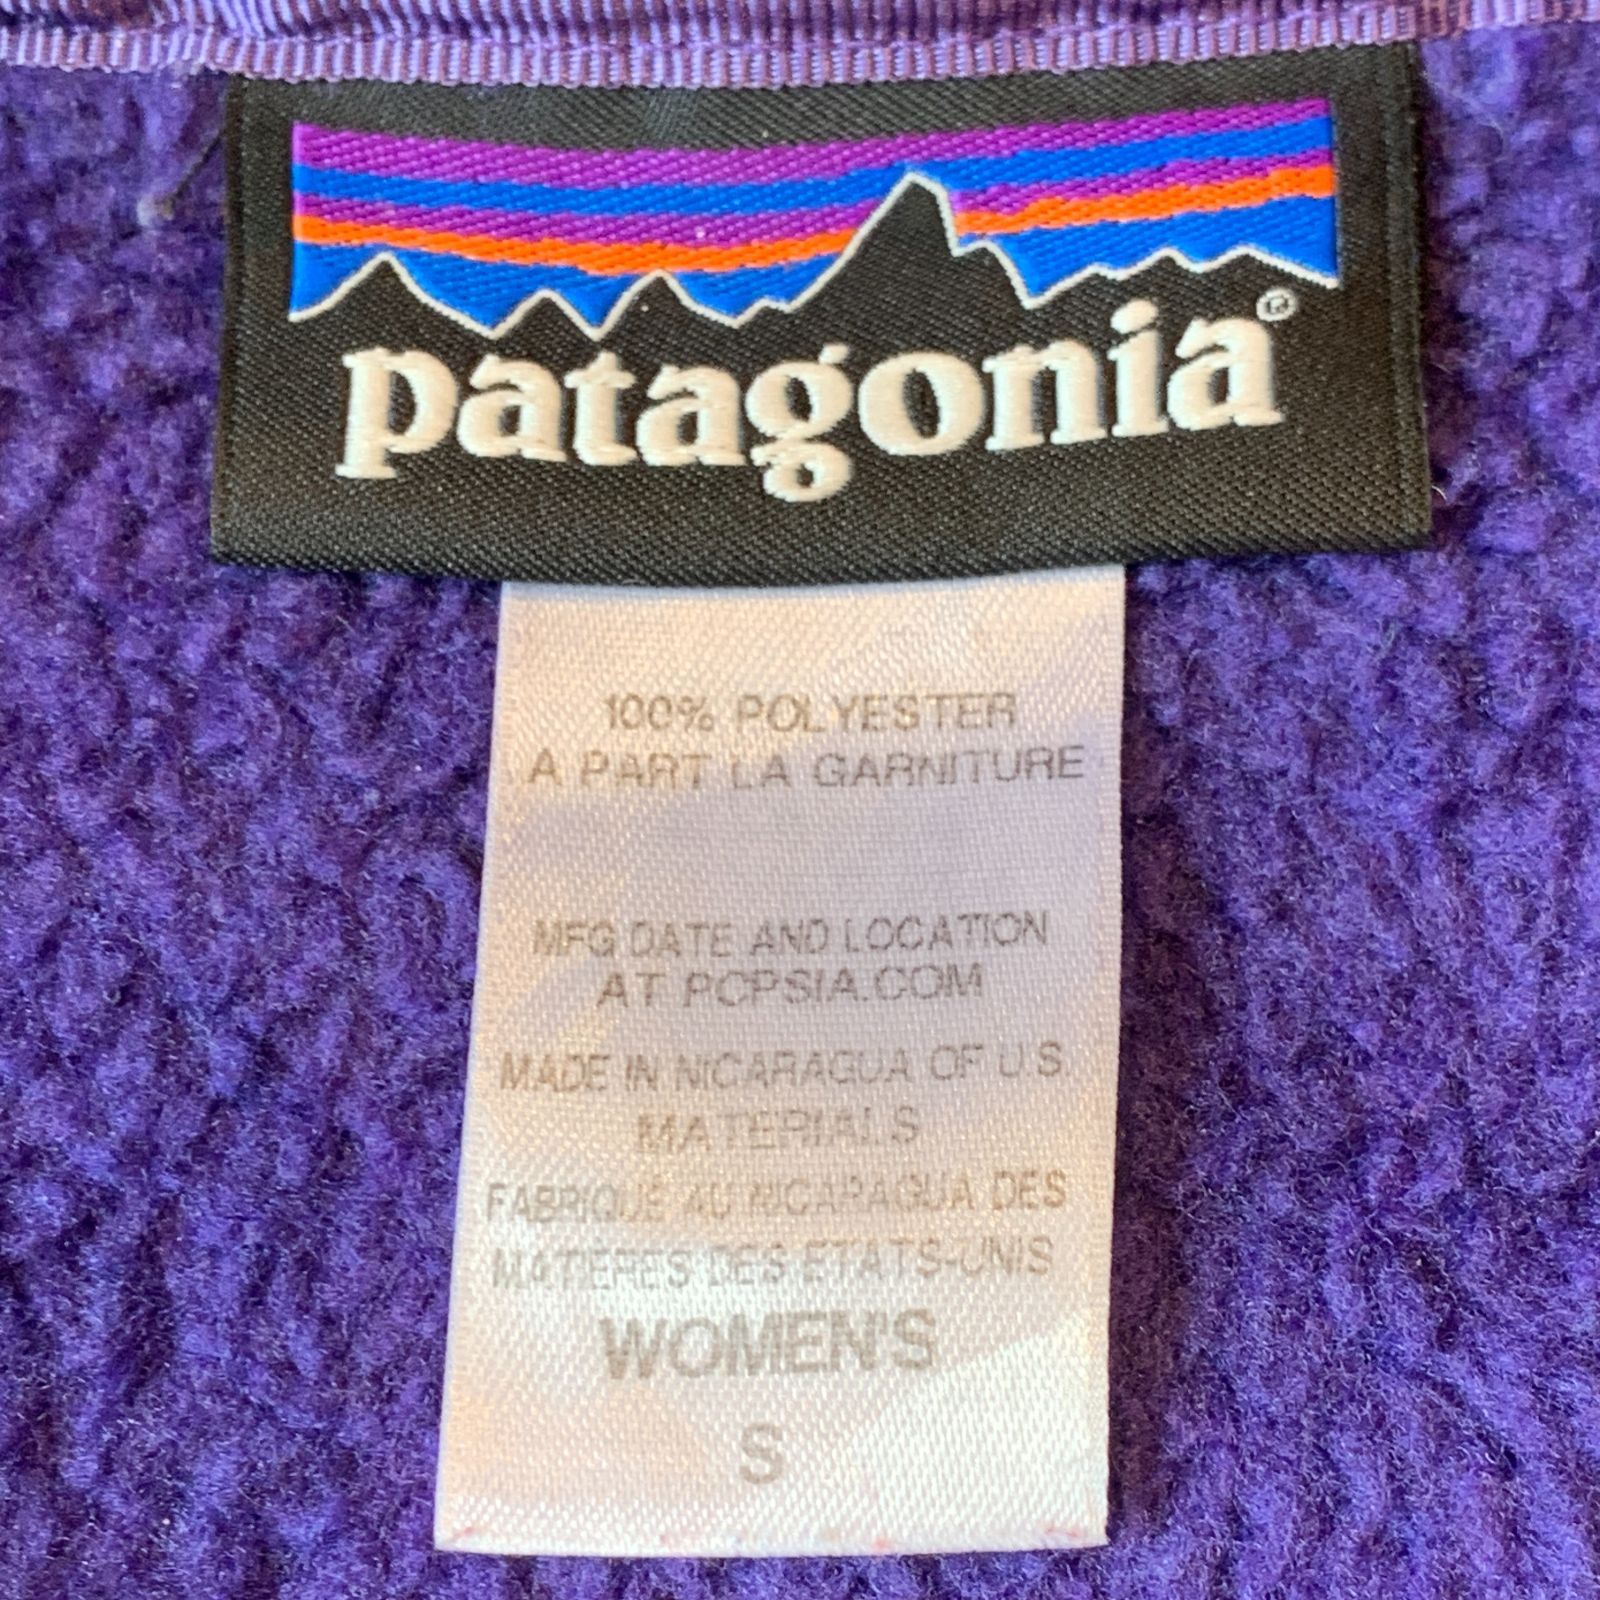 patagonia®
100% POLYESTER
A PART LA GARNITURE
MFG DATE AND LOCATION
AT PCPSIA.COM
MADE IN NICARAGUA OF U.S.
MATERIALS
FABRIQUE AU NICARAGUA DES
MATIERES DES ETATS-UNIS
WOMEN'S
S